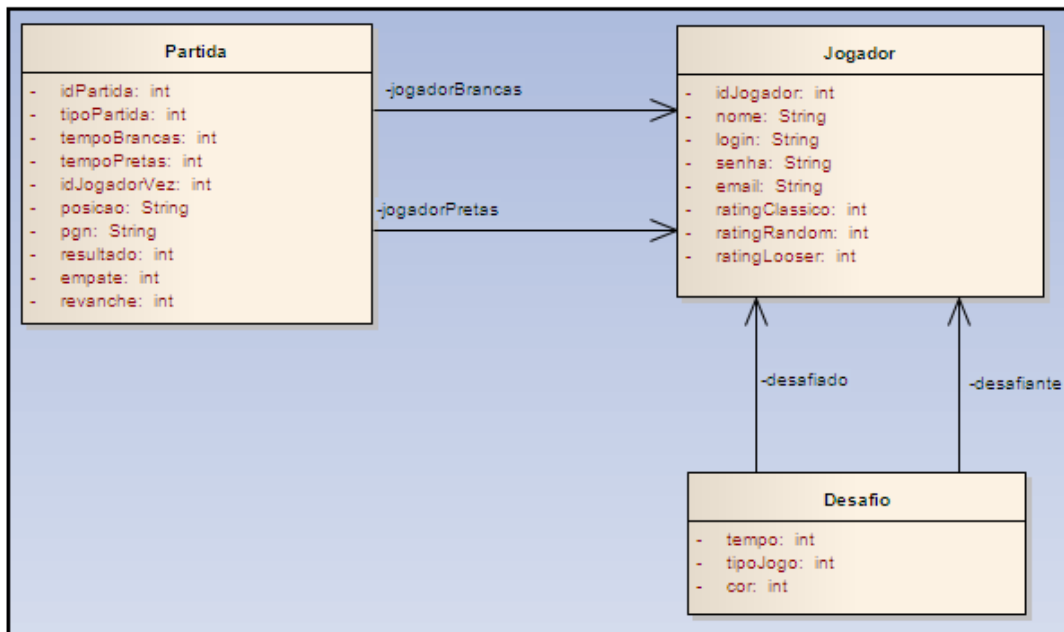 Partida
- idPartida: int
- tipoPartida: int
- tempoBrancas: int
- tempoPretas: int
- idJogadorVez: int
- posicao: String
- pgn: String
- resultado: int
- empate: int
- revanche: int
-jogadorBrancas
-jogadorPretas
Jogador
- idJogador: int
- nome: String
- login: String
- senha: String
- email: String
- ratingClassico: int
- ratingRandom: int
- ratingLooser: int
-desafiado
-desafiante
Desafio
- tempo: int
- tipoJogo: int
- cor: int